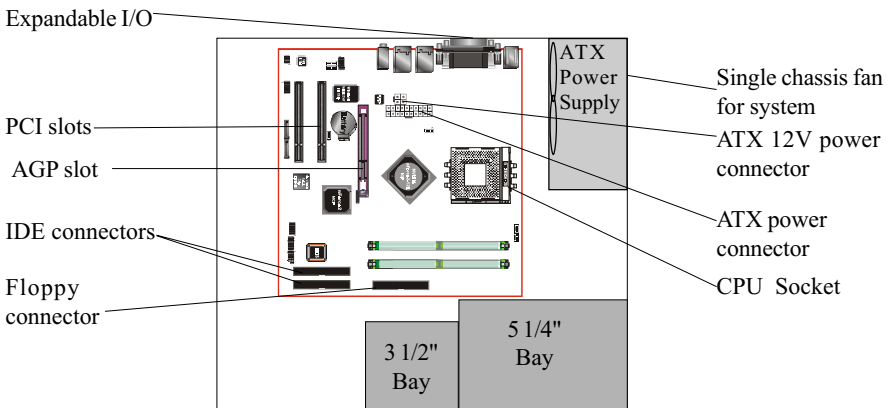 Expandable I/O
ATX
Power
Supply
Single chassis fan
for system
PCI slots
ATX 12V power
connector
AGP slot
ATX power
connector
IDE connectors
CPU Socket
Floppy
connector
5 1/4"
Bay
3 1/2"
Bay